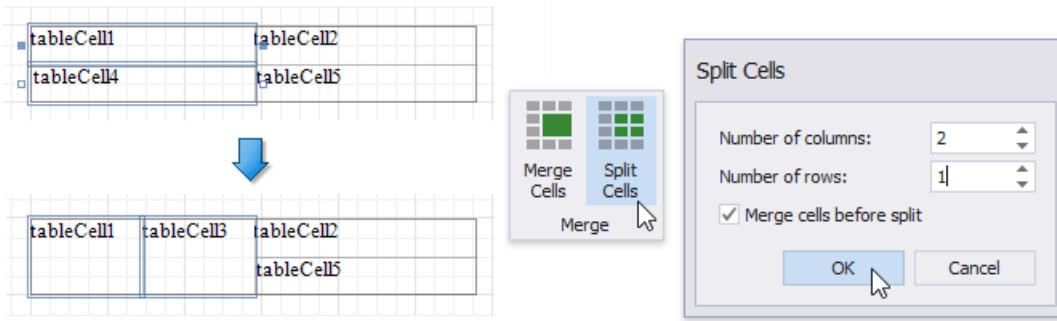 tableCell1 tableCell2
tableCell4 tableCell5
tableCell1 tableCell3 tableCell2
tableCell5
Merge Cells
Split Cells
Merge
Split Cells
Number of columns: 2
Number of rows: 1
Merge cells before split
OK Cancel